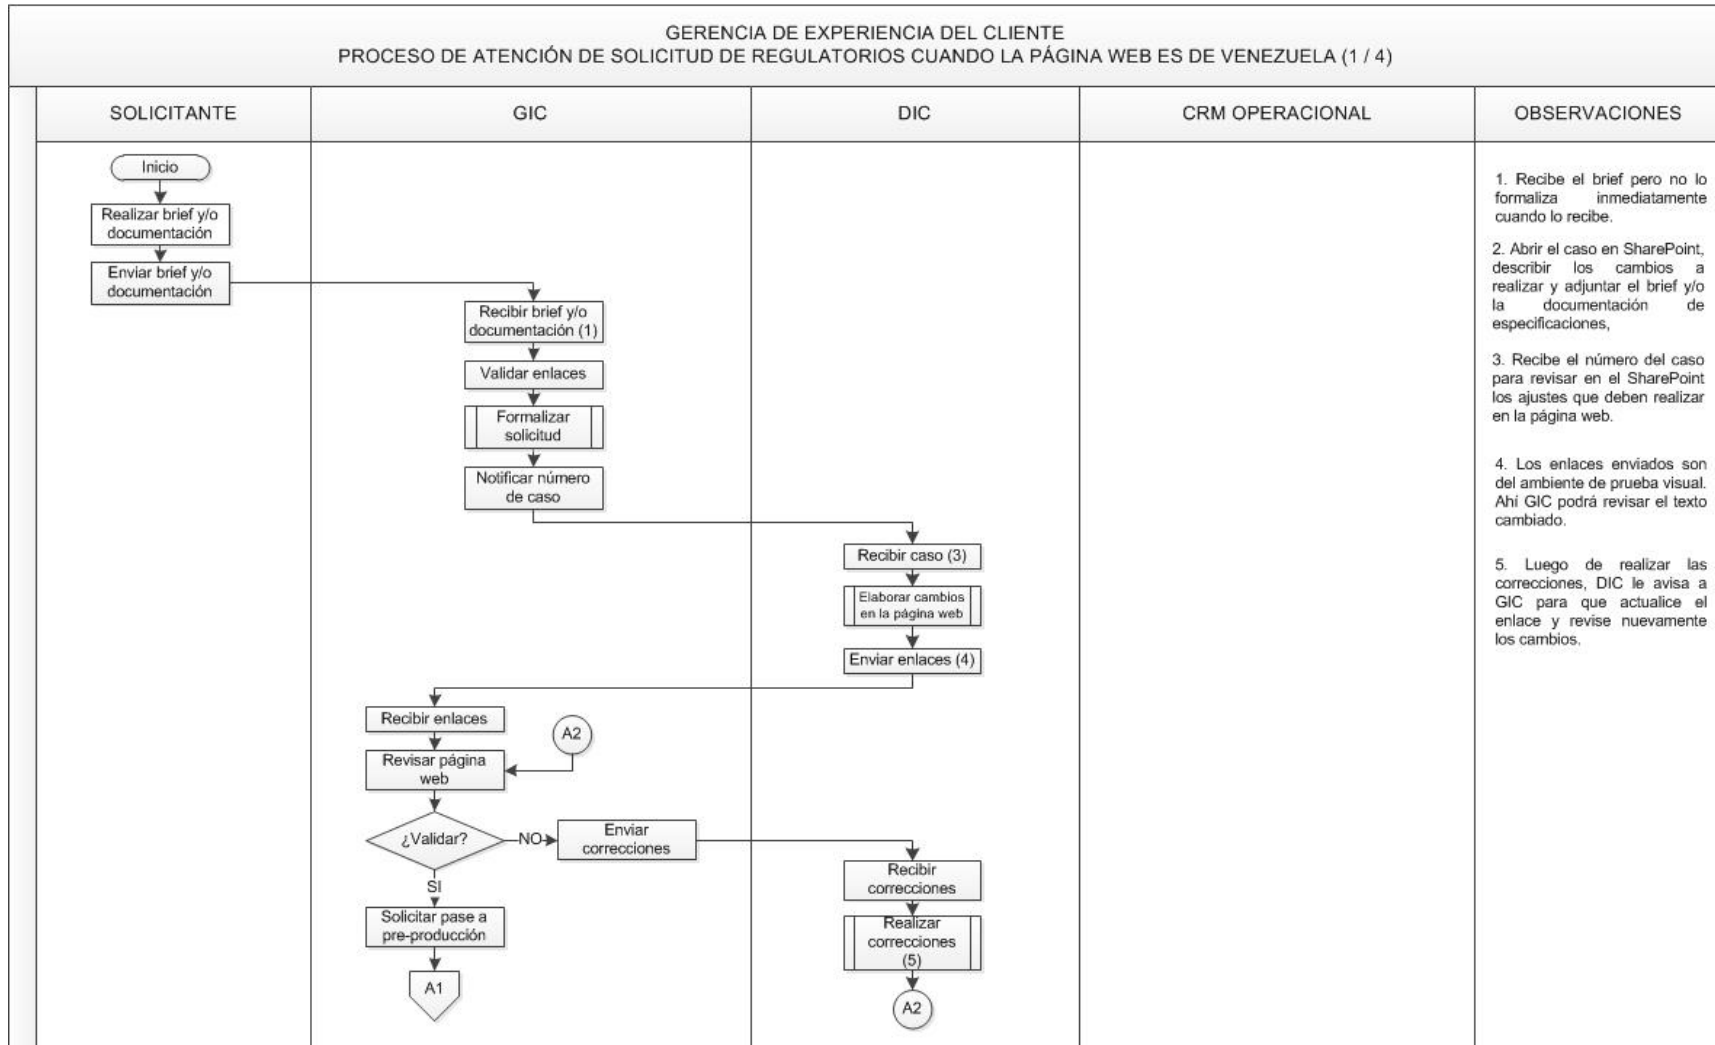 GERENCIA DE EXPERIENCIA DEL CLIENTE
PROCESO DE ATENCIÓN DE SOLICITUD DE REGULATORIOS CUANDO LA PÁGINA WEB ES DE VENEZUELA (1 / 4)
SOLICITANTE
GIC
DIC
CRM OPERACIONAL
OBSERVACIONES
Inicio
Realizar brief y/o
documentación
Enviar brief y/o
documentación
Recibir brief y/o
documentación (1)
Validar enlaces
Formalizar
solicitud
Notificar número
de caso
Recibir caso (3)
Elaborar cambios
en la página web
Enviar enlaces (4)
Recibir enlaces
A2
Revisar página
web
¿Validar?
NO
Enviar
correcciones
SI
Recibir
correcciones
Solicitar pase a
pre-producción
Realizar
correcciones
(5)
A1
A2
1. Recibe el brief pero no lo
formaliza inmediatamente
cuando lo recibe.
2. Abrir el caso en SharePoint,
describir los cambios a
realizar y adjuntar el brief y/o
la documentación de
especificaciones,
3. Recibe el número del caso
para revisar en el SharePoint
los ajustes que deben realizar
en la página web.
4. Los enlaces enviados son
del ambiente de prueba visual.
Ahí GIC podrá revisar el texto
cambiado.
5. Luego de realizar las
correcciones, DIC le avisa a
GIC para que actualice el
enlace y revise nuevamente
los cambios.